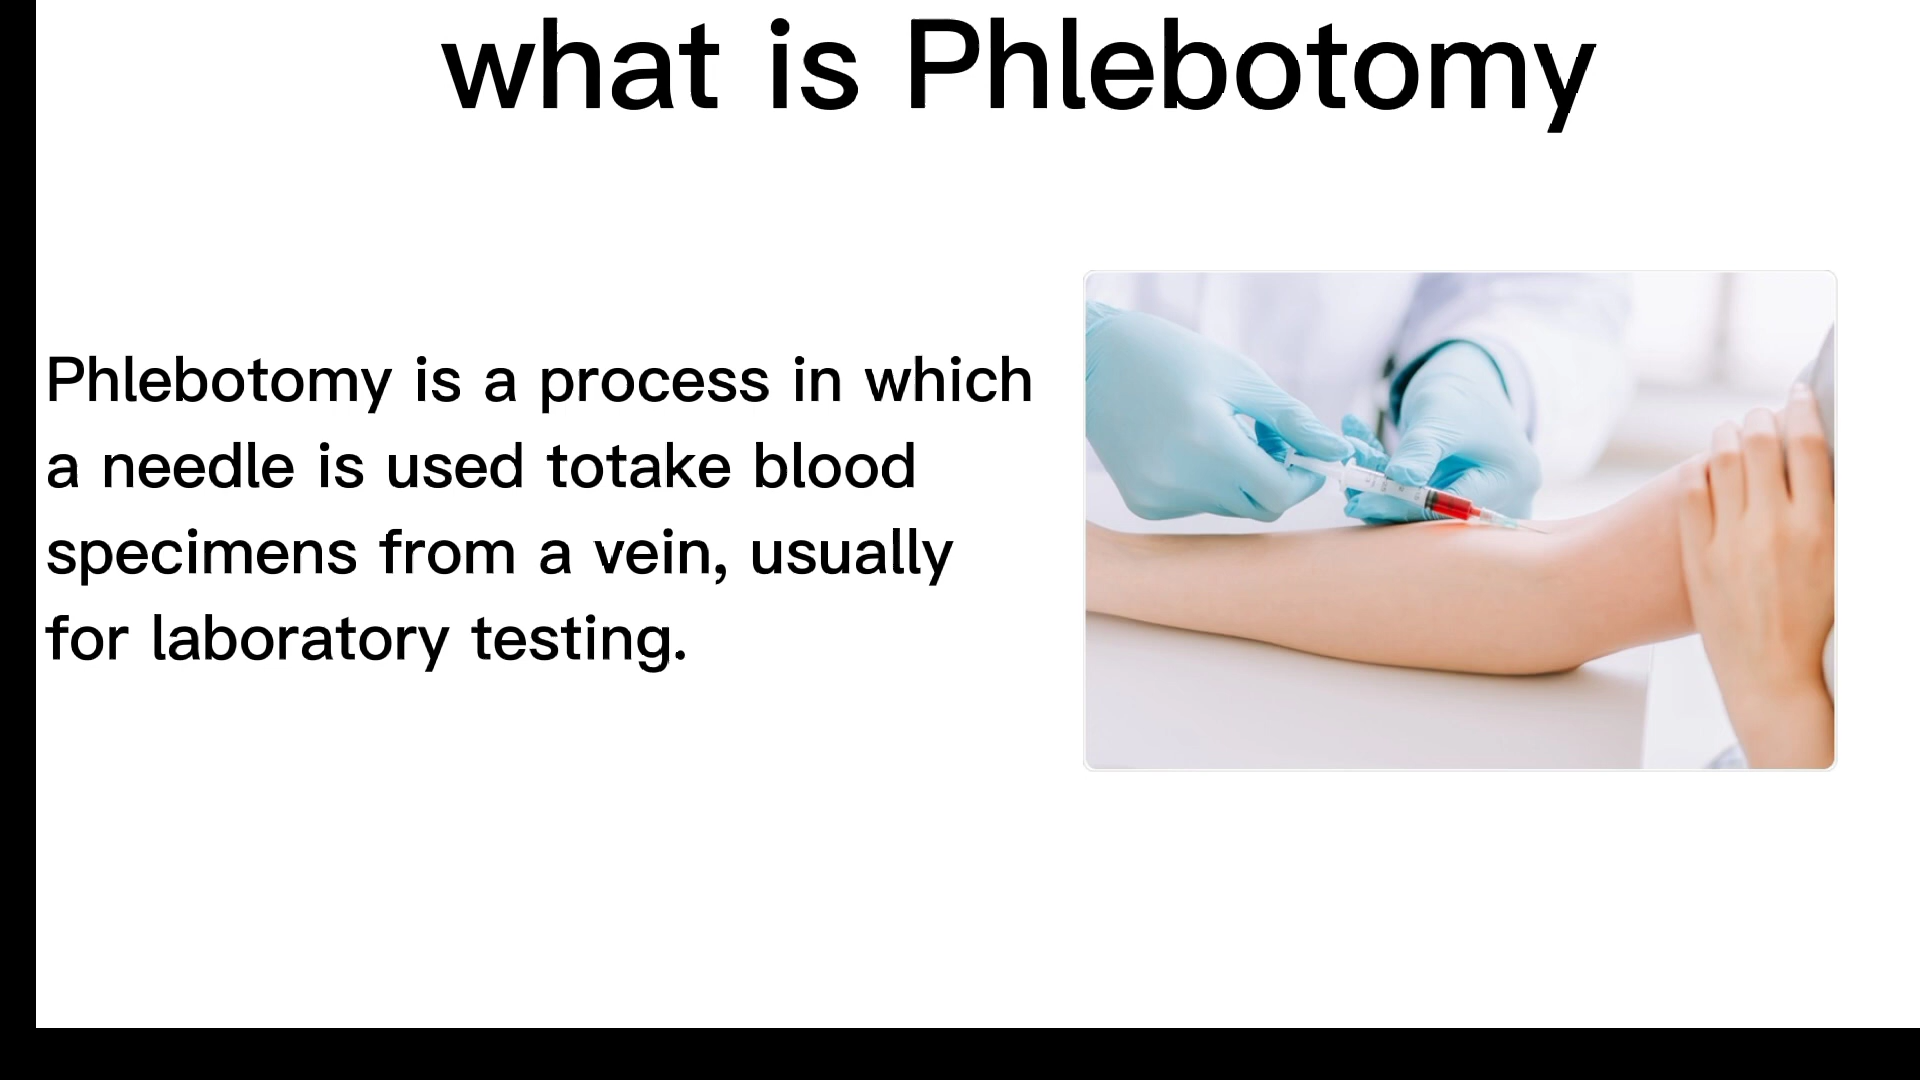 what is Phlebotomy
Phlebotomy is a process in which
a needle is used totake blood
specimens from a vein, usually
for laboratory testing.